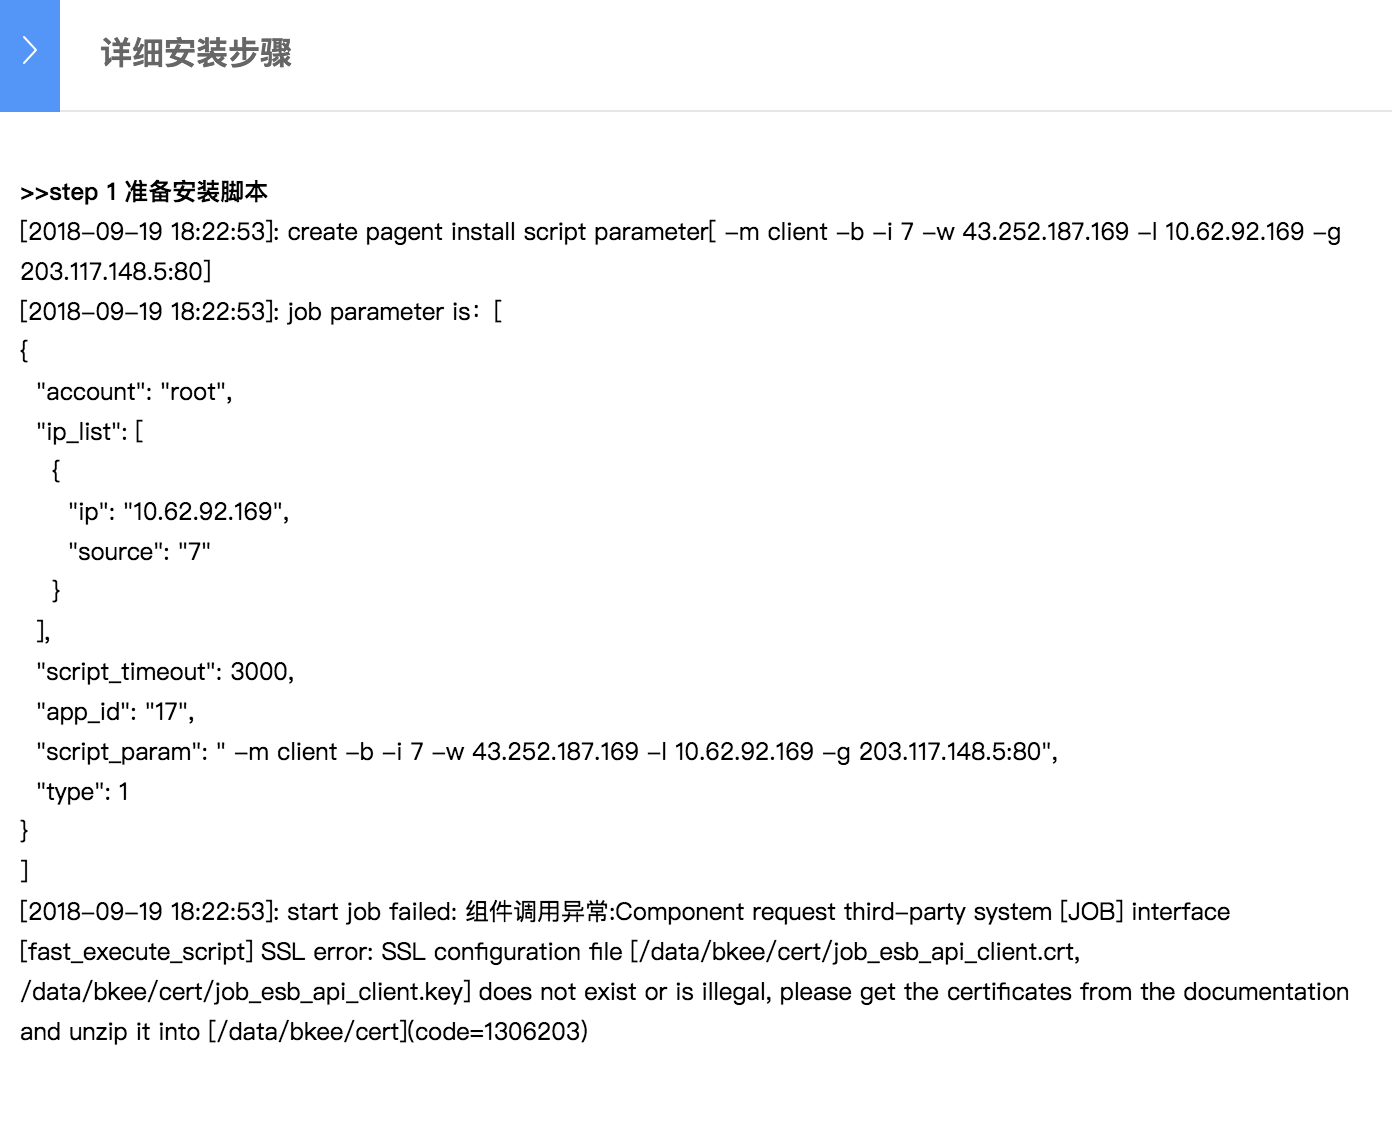 详细安装步骤
>>step 1 准备安装脚本
[2018-09-19 18:22:53]: create pagent install script parameter[ -m client -b -i 7 -w 43.252.187.169 -l 10.62.92.169 -g
203.117.148.5:80]
[2018-09-19 18:22:53]: job parameter is：[
{
"account": "root",
"ip_list": [
{
"ip": "10.62.92.169",
"source": "7"
}
],
"script_timeout": 3000,
"app_id": "17",
"script_param": " -m client -b -i 7 -w 43.252.187.169 -l 10.62.92.169 -g 203.117.148.5:80",
"type": 1
}
]
[2018-09-19 18:22:53]: start job failed: 组件调用异常:Component request third-party system [JOB] interface
[fast_execute_script] SSL error: SSL configuration file [/data/bkee/cert/job_esb_api_client.crt,
/data/bkee/cert/job_esb_api_client.key] does not exist or is illegal, please get the certificates from the documentation
and unzip it into [/data/bkee/cert](code=1306203)